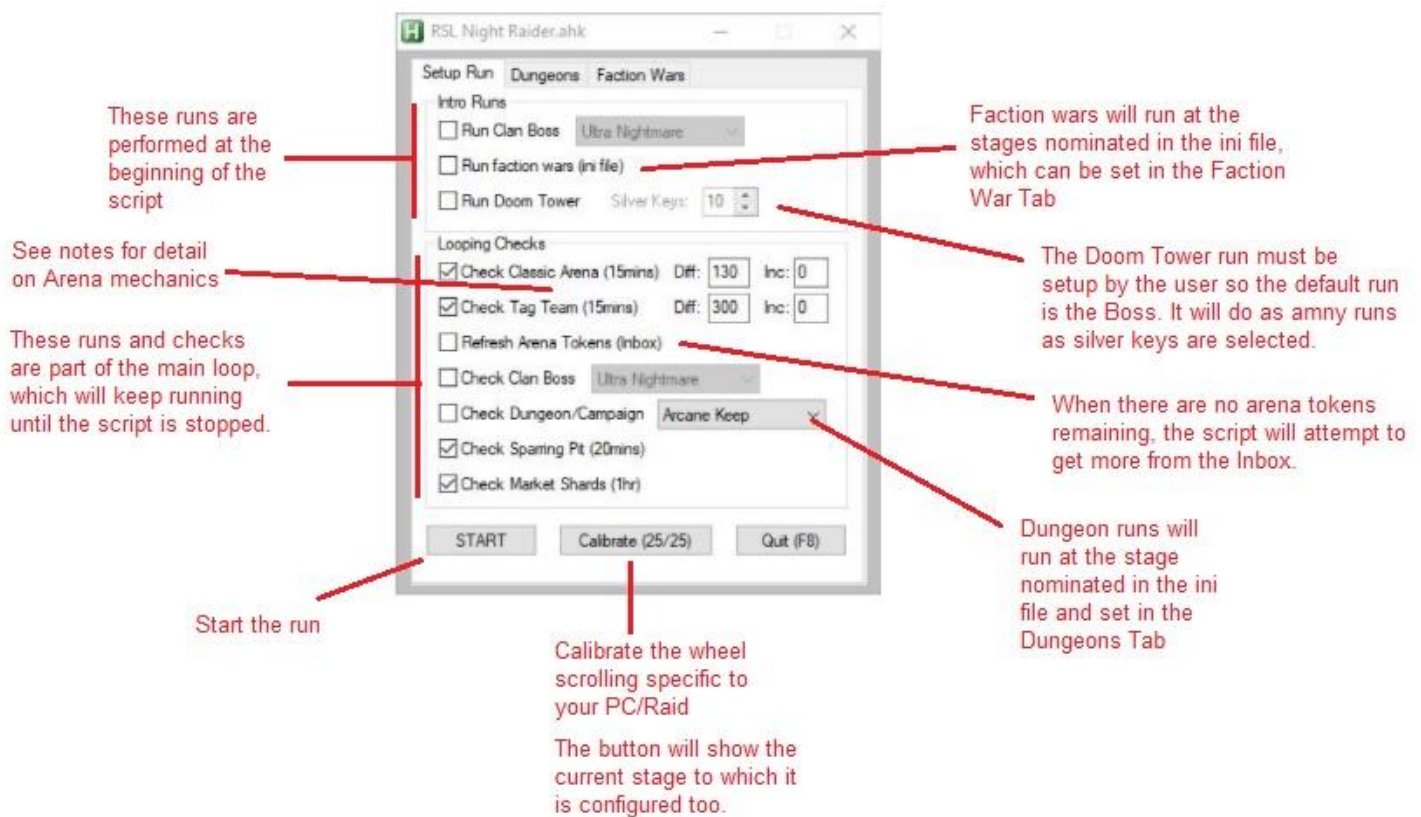 RSL Night Raider.ahk
Setup Run Dungeons Faction Wars
Intro Runs
Run Clan Boss Ultra Nightmare
Run faction wars (ini file)
Run Doom Tower Silver Keys: 10
Looping Checks
Check Classic Arena (15mins) Diff: 130 Inc: 0
Check Tag Team (15mins) Diff: 300 Inc: 0
Refresh Arena Tokens (Inbox)
Check Clan Boss Ultra Nightmare
Check Dungeon/Campaign Arcane Keep
Check Sparring Pit (20mins)
Check Market Shards (1hr)
START Calibrate (25/25) Quit (F8)
These runs are
performed at the
beginning of the
script
See notes for detail
on Arena mechanics
These runs and checks
are part of the main loop,
which will keep running
until the script is stopped.
Start the run
Calibrate the wheel
scrolling specific to
your PC/Raid
The button will show the
current stage to which it
is configured too.
Faction wars will run at the
stages nominated in the ini file,
which can be set in the Faction
War Tab
The Doom Tower run must be
setup by the user so the default run
is the Boss. It will do as amny runs
as silver keys are selected.
When there are no arena tokens
remaining, the script will attempt to
get more from the Inbox.
Dungeon runs will
run at the stage
nominated in the ini
file and set in the
Dungeons Tab